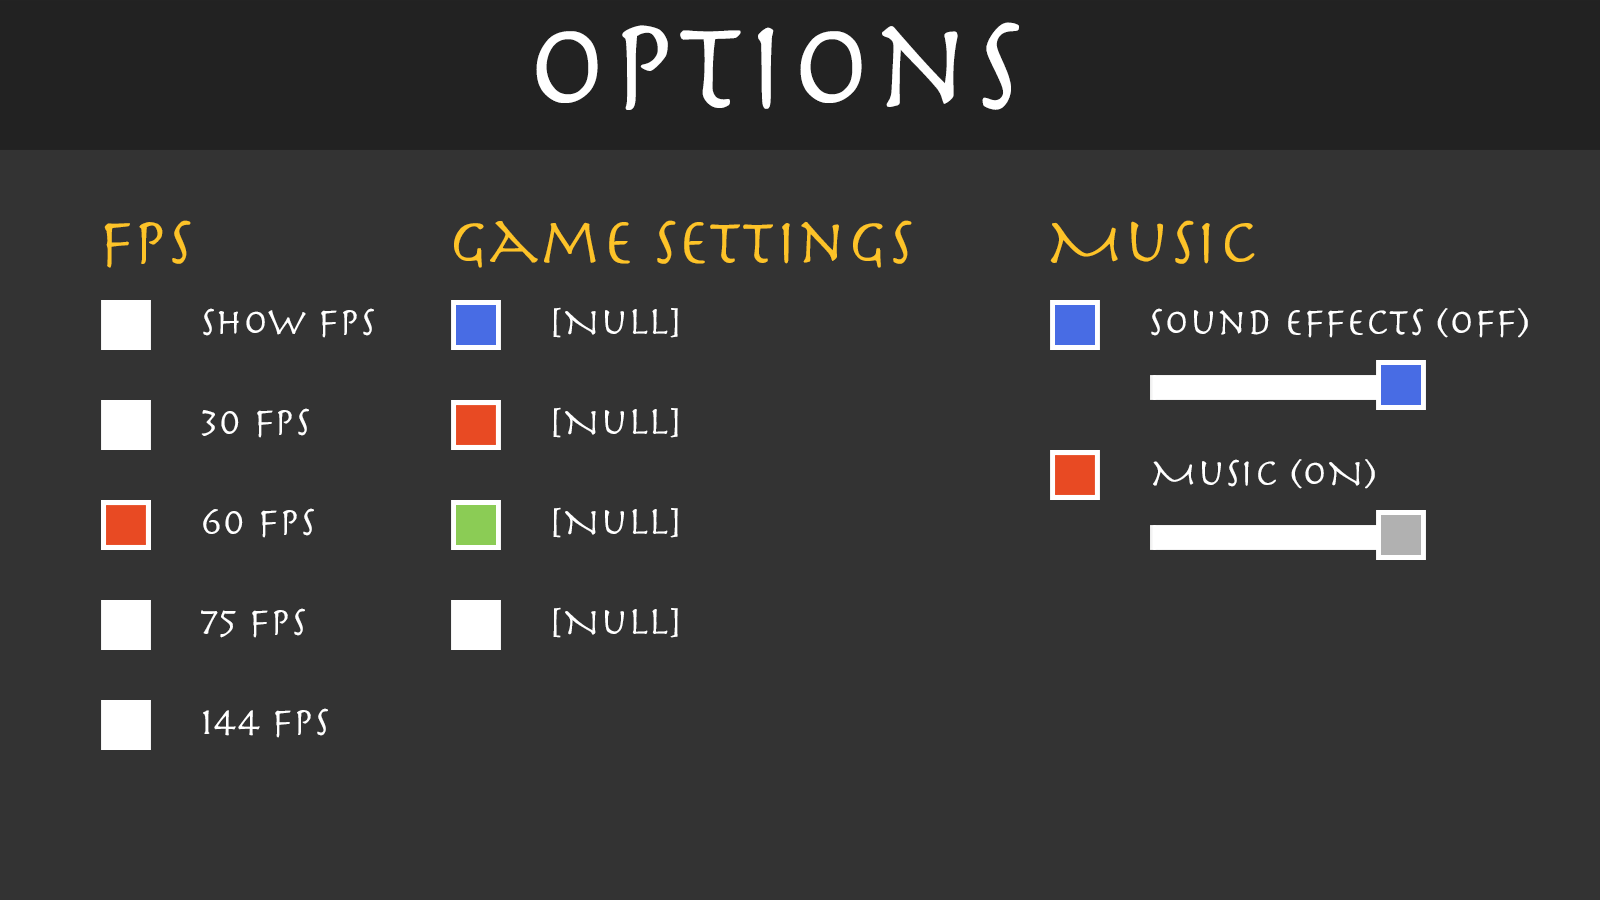 OPTIONS
FPS
SHOW FPS
30 FPS
60 FPS
75 FPS
144 FPS
GAME SETTINGS
[NULL]
[NULL]
[NULL]
[NULL]
MUSIC
SOUND EFFECTS (OFF)
MUSIC (ON)